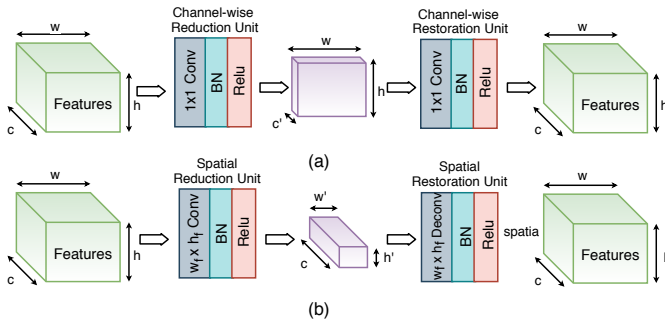 w
Features
h
c
Channel-wise
Reduction Unit
1x1 Conv
BN
Relu
w
h
c'
Channel-wise
Restoration Unit
1x1 Conv
BN
Relu
w
Features
h
c
(a)
w
Features
h
c
Spatial
Reduction Unit
wf x hf Conv
BN
Relu
w'
c
h'
Spatial
Restoration Unit
wf x hf Deconv
BN
Relu
spatia
w
Features
c
(b)